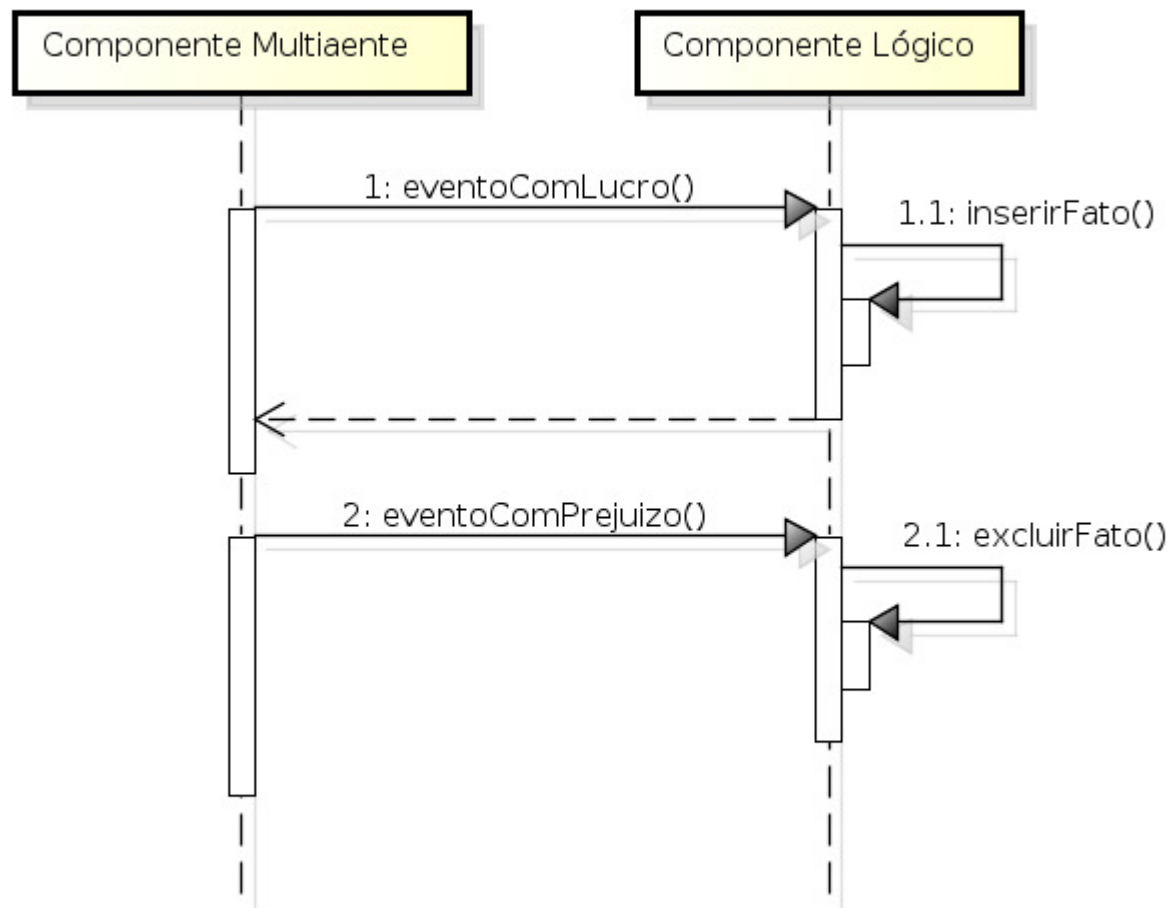 Componente Multiaente
Componente Lógico
1: eventoComLucro()
1.1: inserirFato()
2: eventoComPrejuizo()
2.1: excluirFato()